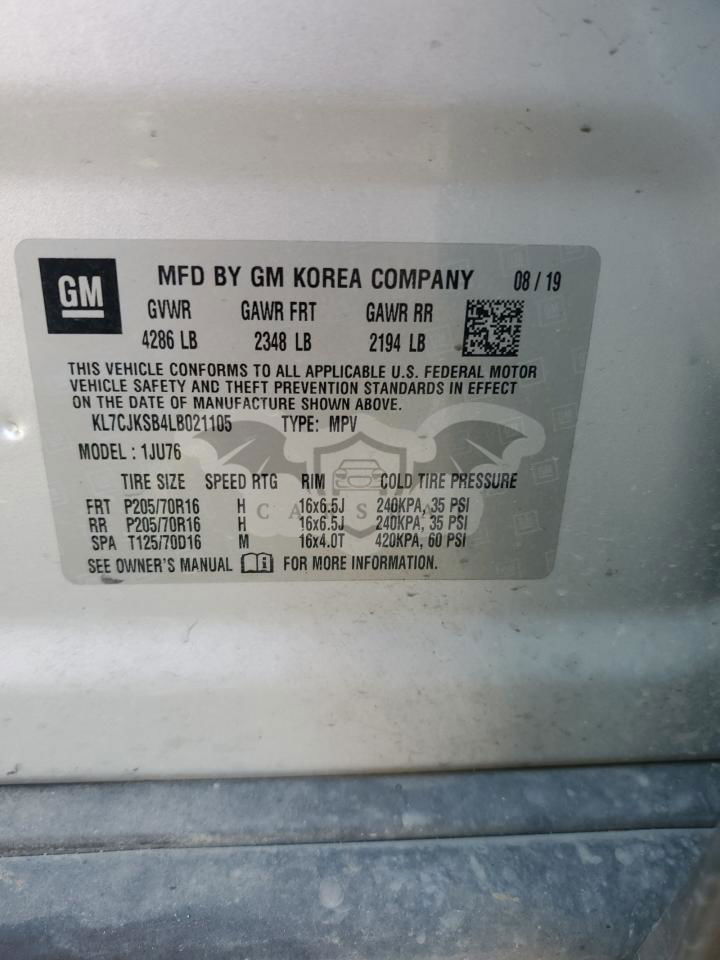 GM
MFD BY GM KOREA COMPANY 08 / 19
GVWR GAWR FRT GAWR RR
4286 LB 2348 LB 2194 LB
THIS VEHICLE CONFORMS TO ALL APPLICABLE U.S. FEDERAL MOTOR
VEHICLE SAFETY AND THEFT PREVENTION STANDARDS IN EFFECT
ON THE DATE OF MANUFACTURE SHOWN ABOVE.
KL7CJKSB4LB021105 TYPE: MPV
MODEL : 1JU76
TIRE SIZE SPEED RTG RIM COLD TIRE PRESSURE
FRT P205/70R16 H 16x6.5J 240KPA, 35 PSI
RR P205/70R16 H 16x6.5J 240KPA, 35 PSI
SPA T125/70D16 M 16x4.0T 420KPA, 60 PSI
SEE OWNER'S MANUAL i FOR MORE INFORMATION.